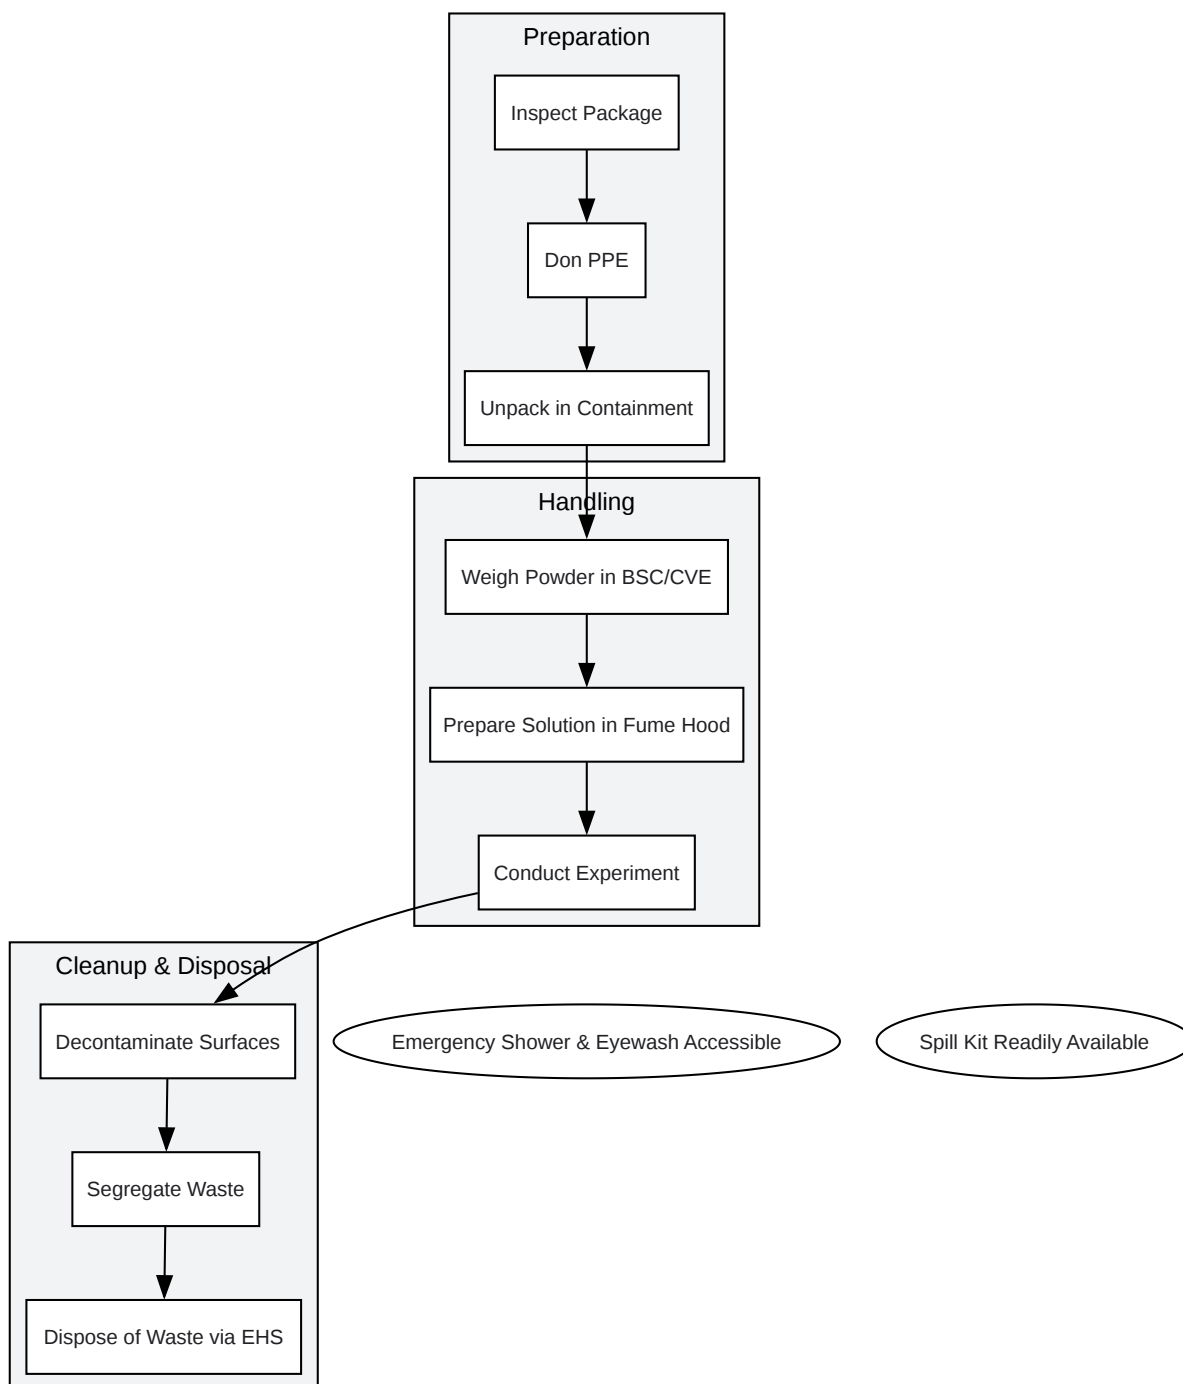 Preparation
Inspect Package
Don PPE
Unpack in Containment
Handling
Weigh Powder in BSC/CVE
Prepare Solution in Fume Hood
Conduct Experiment
Cleanup & Disposal
Decontaminate Surfaces
Emergency Shower & Eyewash Accessible
Spill Kit Readily Available
Segregate Waste
Dispose of Waste via EHS